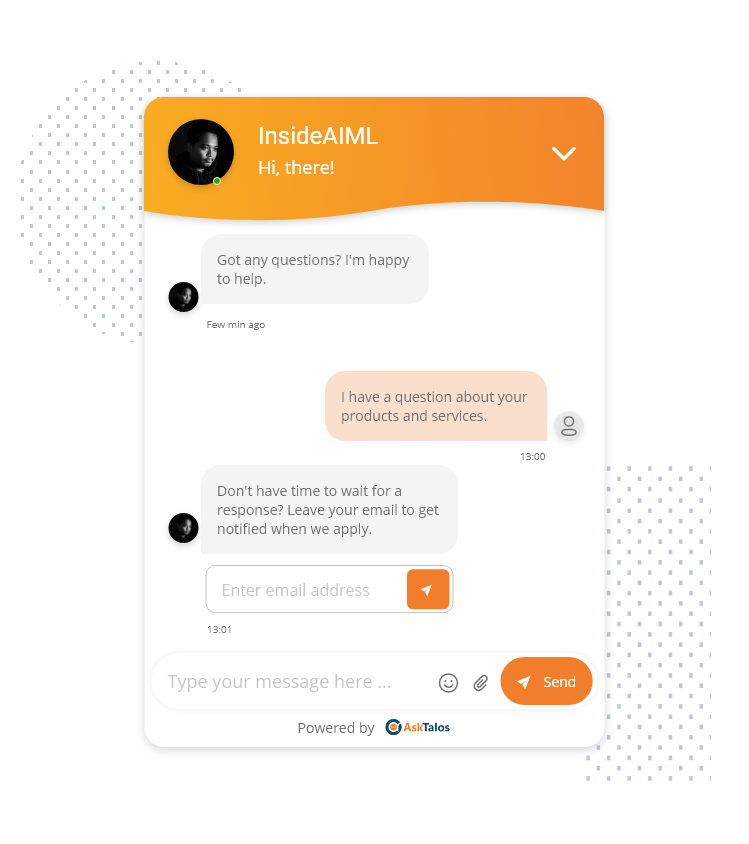 InsideAIML
Hi, there!
Got any questions? I'm happy
to help.
Few min ago
I have a question about your
products and services.
13:00
Don't have time to wait for a
response? Leave your email to get
notified when we apply.
Enter email address
13:01
Type your message here ...
Send
Powered by AskTalos